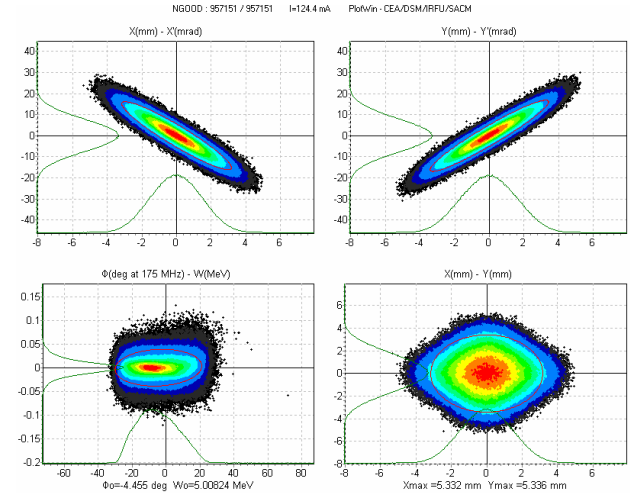 NGOOD : 957151 / 957151 I=124.4 mA PlotWin - CEA/DSM/IRFU/SACM
X(mm) - X'(mrad) Y(mm) - Y'(mrad)
40 40
30 30
20 20
10 10
0 0
-10 -10
-20 -20
-30 -30
-40 -40
-8 -6 -4 -2 0 2 4 6 -8 -6 -4 -2 0 2 4 6
Φ(deg at 175 MHz) - W(MeV) X(mm) - Y(mm)
0.15 6
0.1 4
0.05 2
0 0
-0.05 -2
-0.1 -4
-0.15 -6
-0.2 -8
-60 -40 -20 0 20 40 60 80 -8 -6 -4 -2 0 2 4 6
Φo=-4.455 deg Wo=5.00824 MeV Xmax =5.332 mm Ymax =5.336 mm